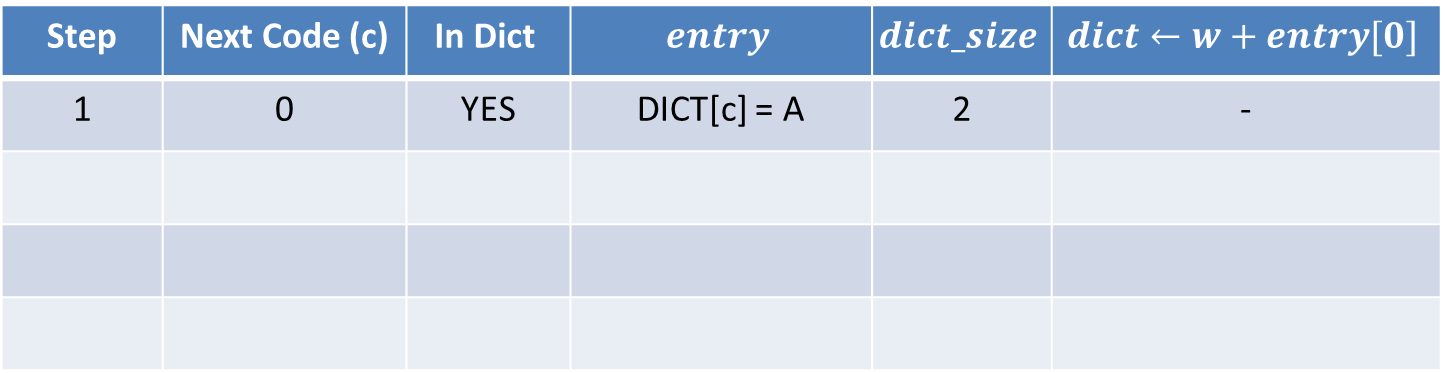 Step Next Code (c) In Dict entry dict_size dict ← w + entry[0]
1 0 YES DICT[c] = A 2 -